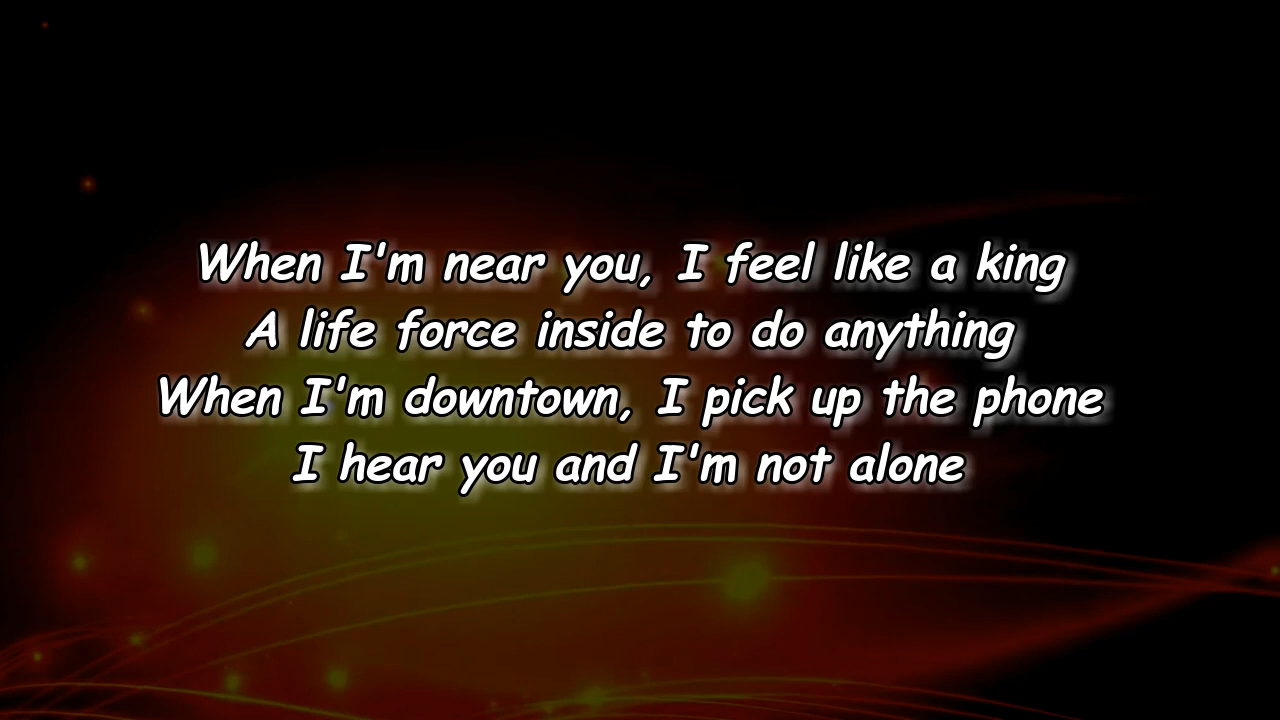 When I'm near you, I feel like a king
A life force inside to do anything
When I'm downtown, I pick up the phone
I hear you and I'm not alone